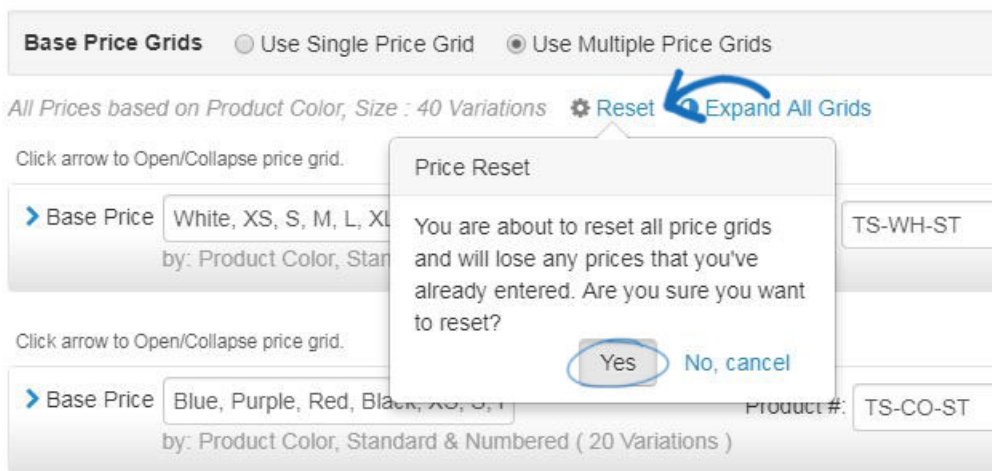 Base Price Grids Use Single Price Grid Use Multiple Price Grids
All Prices based on Product Color, Size : 40 Variations Reset Expand All Grids
Click arrow to Open/Collapse price grid.
Price Reset
Base Price White, XS, S, M, L, XL TS-WH-ST
by: Product Color,
You are about to reset all price grids
and will lose any prices that you've
already entered. Are you sure you want
to reset?
Yes No, cancel
Click arrow to Open/Collapse price grid.
Base Price Blue, Purple, Red, Black, XS, S, Product #: TS-CO-ST
by: Product Color, Standard & Numbered ( 20 Variations )